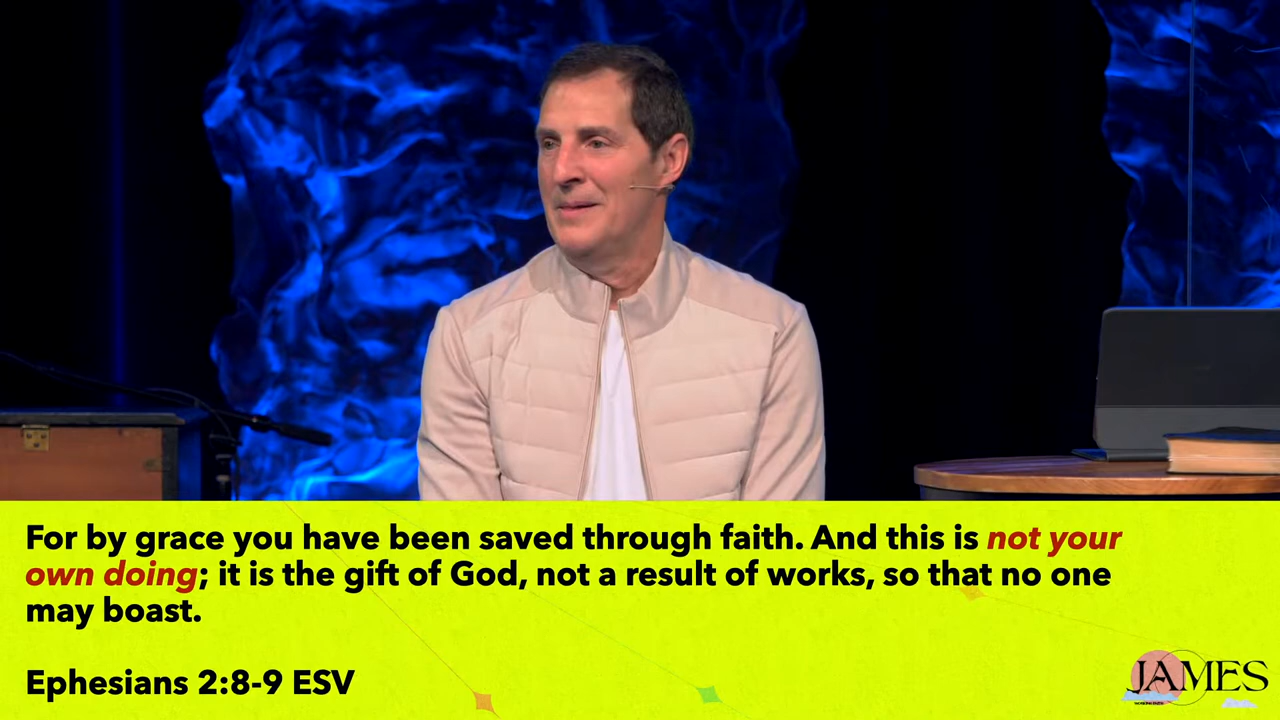 For by grace you have been saved through faith. And this is not your
own doing; it is the gift of God, not a result of works, so that no one
may boast.
Ephesians 2:8-9 ESV
JAMES